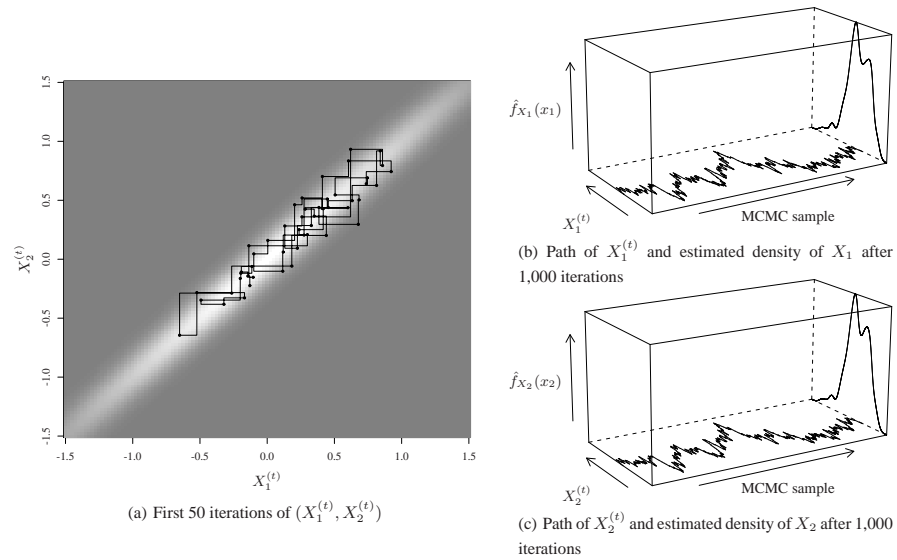 1.5
1.0
0.5
0.0
-0.5
-1.0
-1.5
X_2^{(t)}
-1.5 -1.0 -0.5 0.0 0.5 1.0 1.5
X_1^{(t)}
(a) First 50 iterations of (X_1^{(t)}, X_2^{(t)})
\hat{f}_{X_1}(x_1)
X_1^{(t)}
MCMC sample
(b) Path of X_1^{(t)} and estimated density of X_1 after
1,000 iterations
\hat{f}_{X_2}(x_2)
X_2^{(t)}
MCMC sample
(c) Path of X_2^{(t)} and estimated density of X_2 after 1,000
iterations